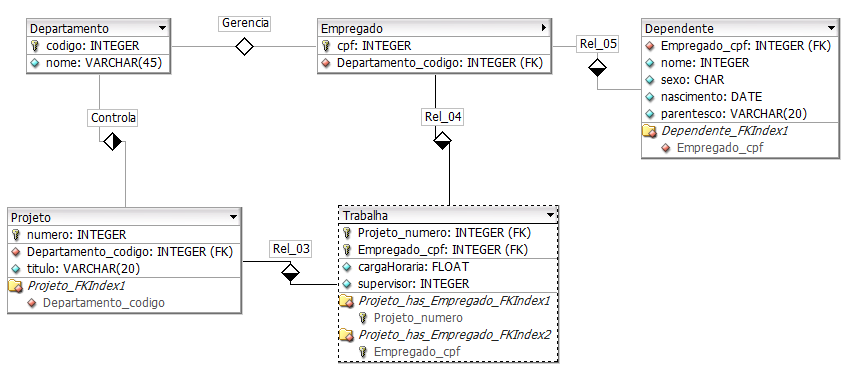 Departamento
codigo: INTEGER
nome: VARCHAR(45)
Gerencia
Empregado
cpf: INTEGER
Departamento_codigo: INTEGER (FK)
Rel_05
Dependente
Empregado_cpf: INTEGER (FK)
nome: INTEGER
sexo: CHAR
nascimento: DATE
parentesco: VARCHAR(20)
Dependente_FKIndex1
Empregado_cpf
Controla
Rel_04
Projeto
numero: INTEGER
Departamento_codigo: INTEGER (FK)
titulo: VARCHAR(20)
Projeto_FKIndex1
Departamento_codigo
Rel_03
Trabalha
Projeto_numero: INTEGER (FK)
Empregado_cpf: INTEGER (FK)
cargaHoraria: FLOAT
supervisor: INTEGER
Projeto_has_Empregado_FKIndex1
Projeto_numero
Projeto_has_Empregado_FKIndex2
Empregado_cpf